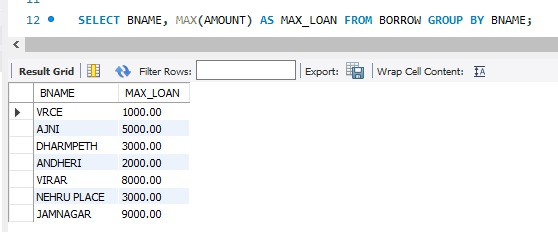 12 SELECT BNAME, MAX(AMOUNT) AS MAX_LOAN FROM BORROW GROUP BY BNAME;
Result Grid Filter Rows: Export: Wrap Cell Content: IA
BNAME MAX_LOAN
VRCE 1000.00
AJNI 5000.00
DHARMPETH 3000.00
ANDHERI 2000.00
VIRAR 8000.00
NEHRU PLACE 3000.00
JAMNAGAR 9000.00